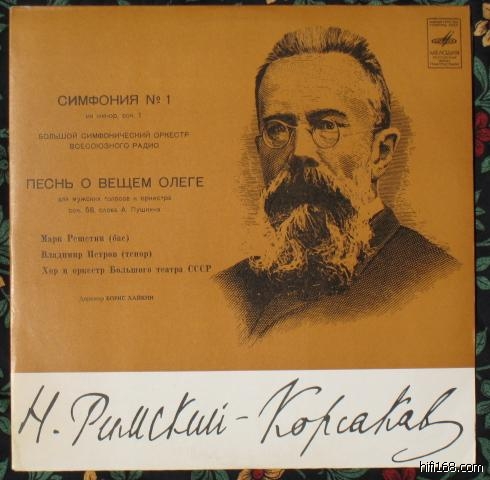 СИМФОНИЯ № 1
ми минор, соч. 1
БОЛЬШОЙ СИМФОНИЧЕСКИЙ ОРКЕСТР
ВСЕСОЮЗНОГО РАДИО
ПЕСНЬ О ВЕЩЕМ ОЛЕГЕ
для мужских голосов и оркестра
соч. 58, слова А. Пушкина
Марк Решетин (бас)
Владимир Петров (тенор)
Хор и оркестр Большого театра СССР
Дирижер БОРИС ХАЙКИН
МЕЛОДИЯ
Н. Римский-Корсаков
hifi168.com